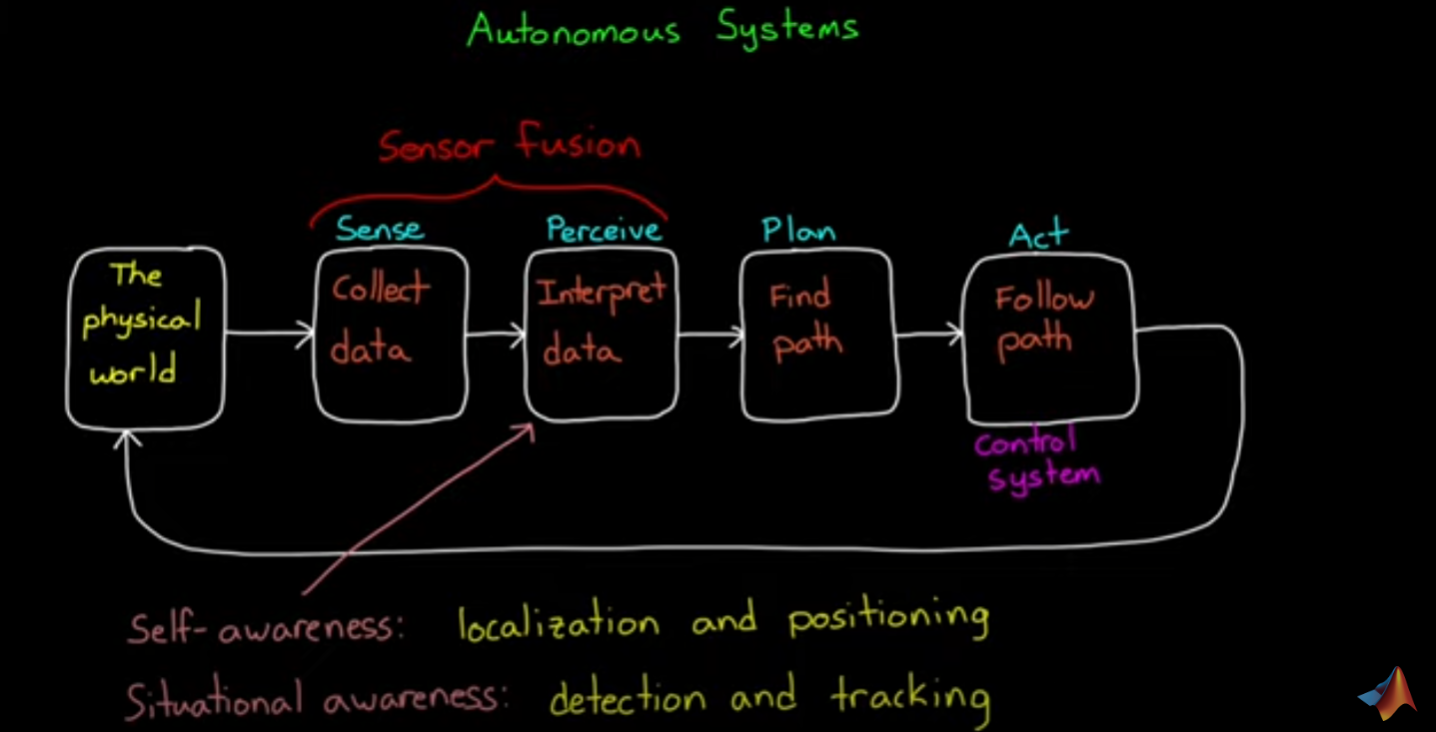 Autonomous Systems
Sensor fusion
Sense
Perceive
Plan
Act
The
physical
world
Collect
data
Interpret
data
Find
path
Follow
path
Control
system
Self-awareness: localization and positioning
Situational awareness: detection and tracking